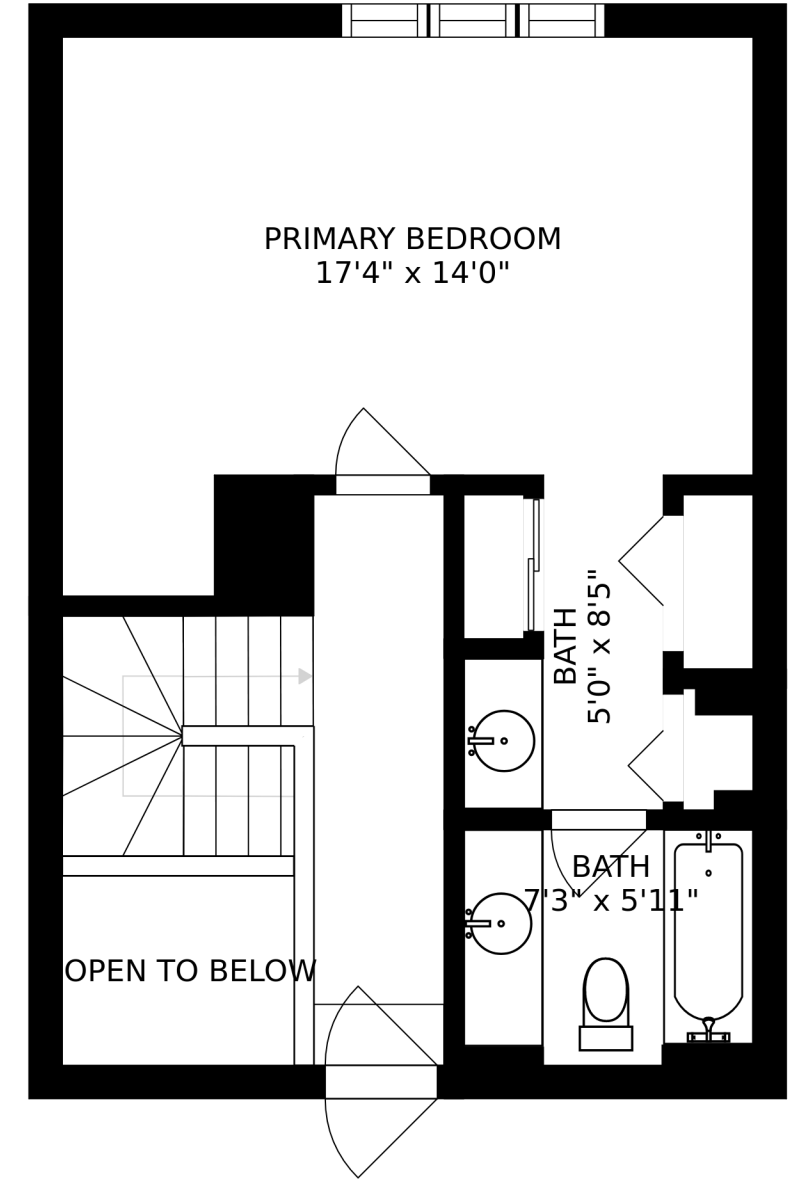 PRIMARY BEDROOM
17'4" x 14'0"
BATH
5'0" x 8'5"
BATH
7'3" x 5'11"
OPEN TO BELOW